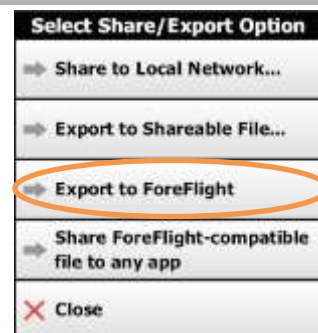 Select Share/Export Option
Share to Local Network...
Export to Shareable File...
Export to ForeFlight
Share ForeFlight-compatible
file to any app
Close